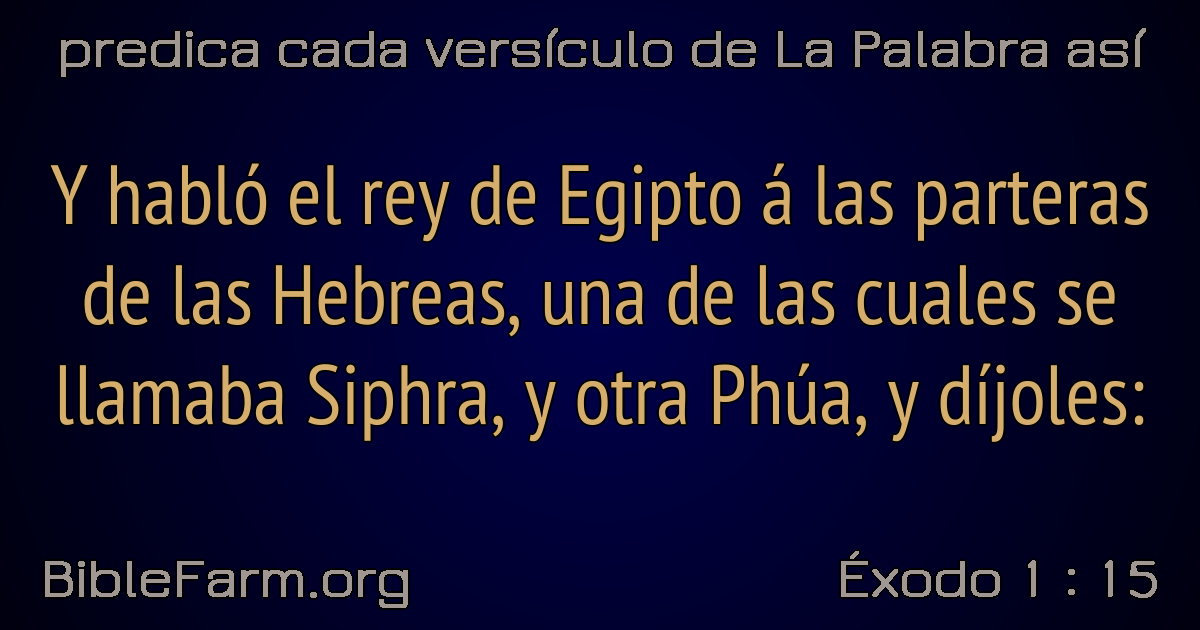 predica cada versículo de La Palabra así
Y habló el rey de Egipto á las parteras
de las Hebreas, una de las cuales se
llamaba Siphra, y otra Phúa, y díjoles:
BibleFarm.org
Éxodo 1 : 15